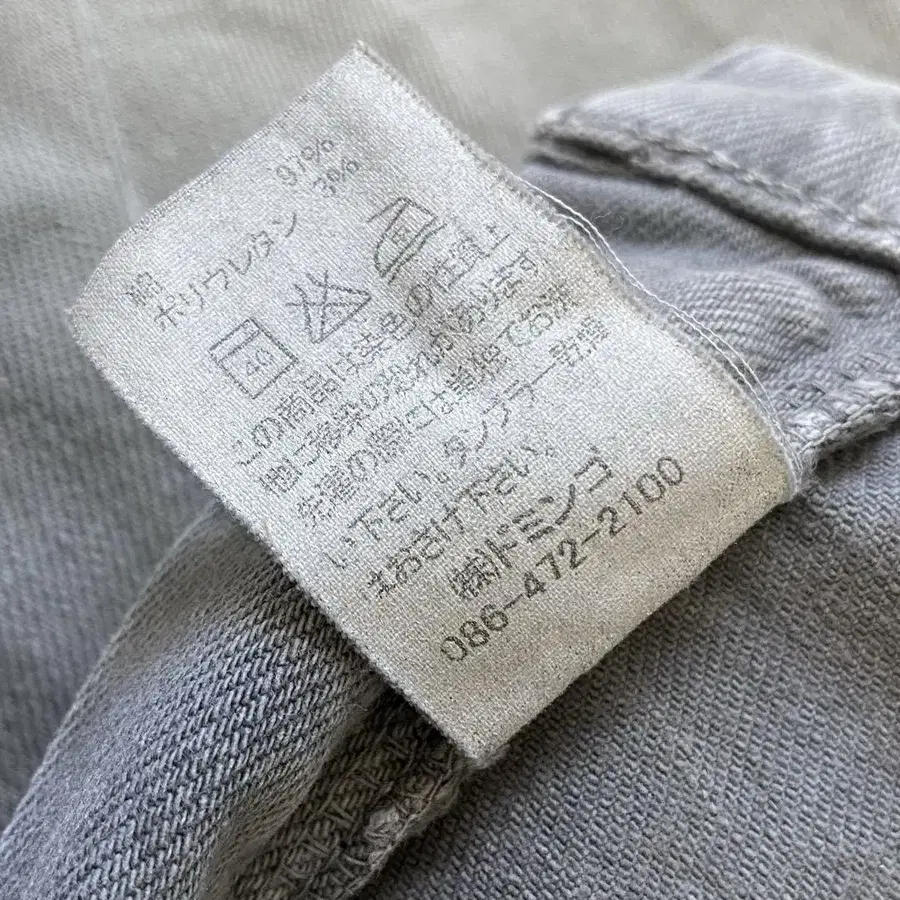 綿 97%
ポリウレタン 3%
40
この商品は染色の性質上
他に移染の恐れがあります
洗濯の際には単独で御洗
い下さい。タンブラー乾燥
はおさけ下さい。
㈱ドミンゴ
086-472-2100